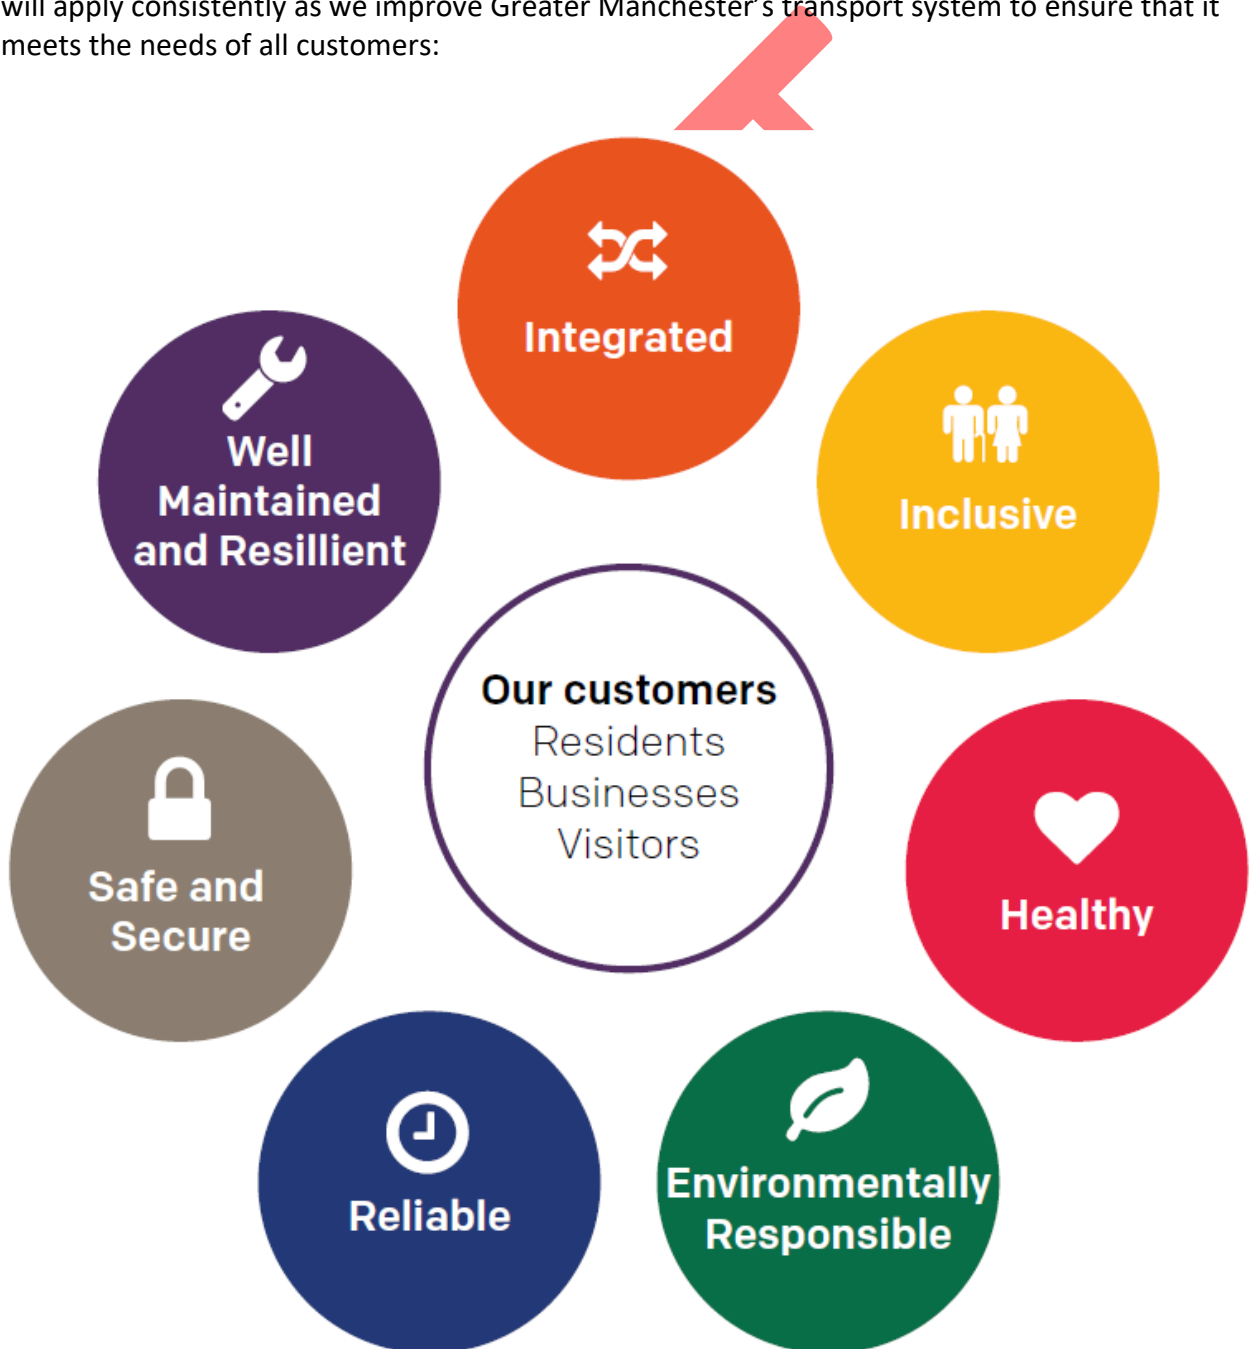 will apply consistently as we improve Greater Manchester's transport system to ensure that it
meets the needs of all customers:
Integrated
Inclusive
Healthy
Environmentally
Responsible
Reliable
Safe and
Secure
Well
Maintained
and Resillient
Our customers
Residents
Businesses
Visitors